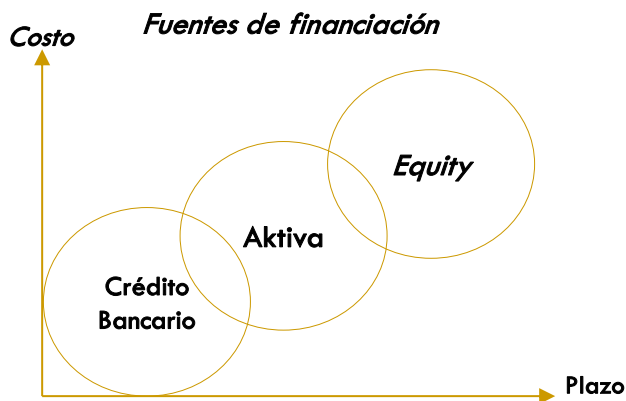 Fuentes de financiación
Costo
Equity
Aktiva
Crédito
Bancario
Plazo